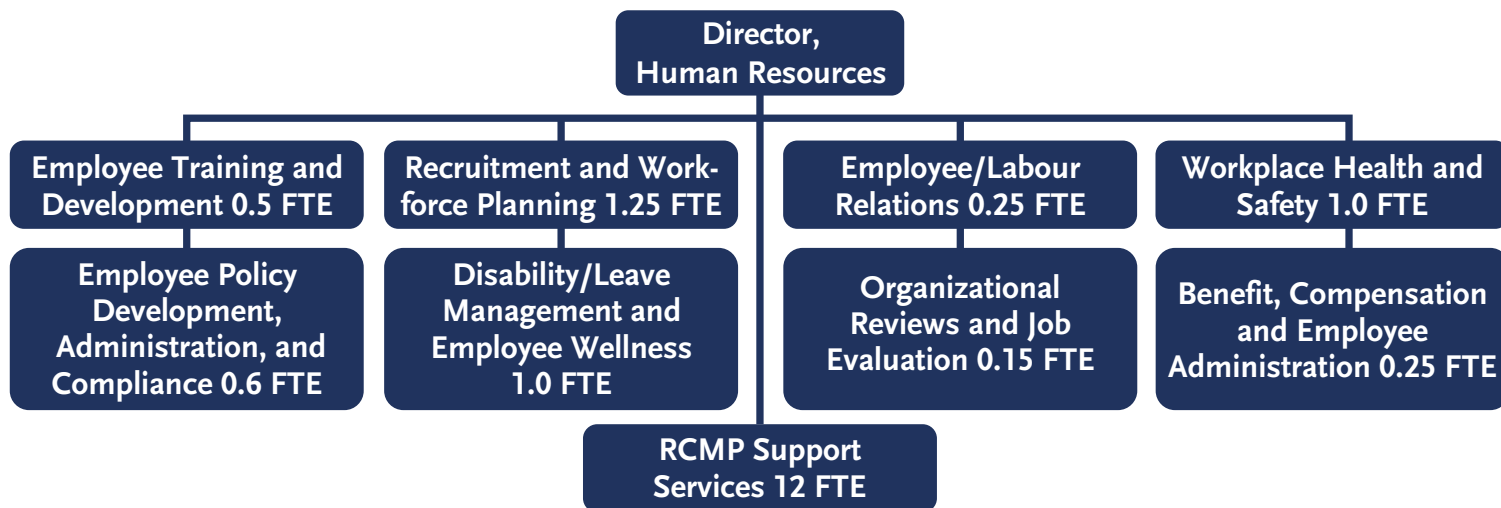 Director,
Human Resources
Employee Training and
Development 0.5 FTE
Recruitment and Work-
force Planning 1.25 FTE
Employee/Labour
Relations 0.25 FTE
Workplace Health and
Safety 1.0 FTE
Employee Policy
Development,
Administration, and
Compliance 0.6 FTE
Disability/Leave
Management and
Employee Wellness
1.0 FTE
Organizational
Reviews and Job
Evaluation 0.15 FTE
Benefit, Compensation
and Employee
Administration 0.25 FTE
RCMP Support
Services 12 FTE